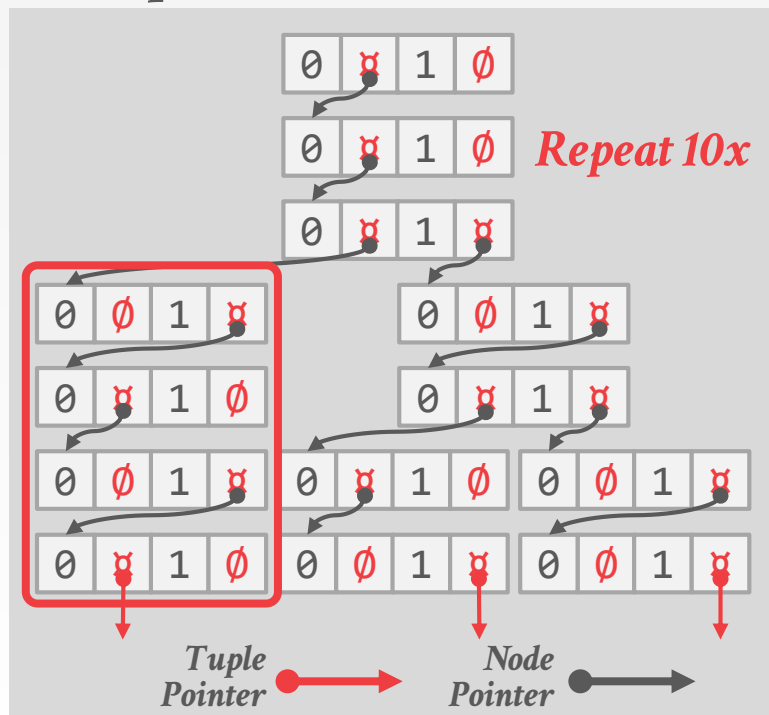 0 ¤ 1 Ø
0 ¤ 1 Ø
Repeat 10x
0 ¤ 1 ¤
0 Ø 1 ¤
0 Ø 1 ¤
0 ¤ 1 Ø
0 ¤ 1 ¤
0 Ø 1 ¤
0 ¤ 1 Ø
0 Ø 1 ¤
0 ¤ 1 Ø
0 Ø 1 ¤
0 Ø 1 ¤
Tuple
Pointer
Node
Pointer